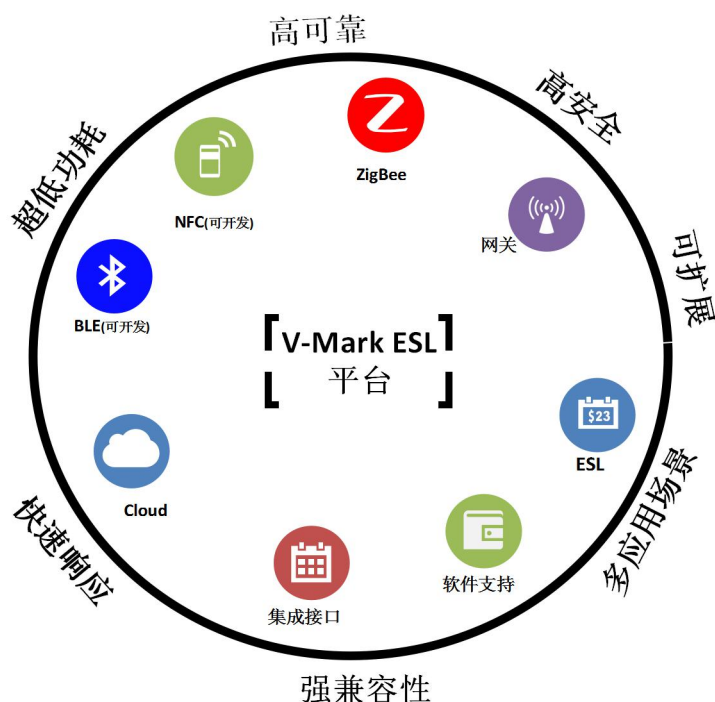 高可靠
高安全
超低功耗
ZigBee
NFC(可开发)
网关
可扩展
BLE(可开发)
V-Mark ESL
平台
$23
ESL
Cloud
多应用场景
快速响应
软件支持
集成接口
强兼容性